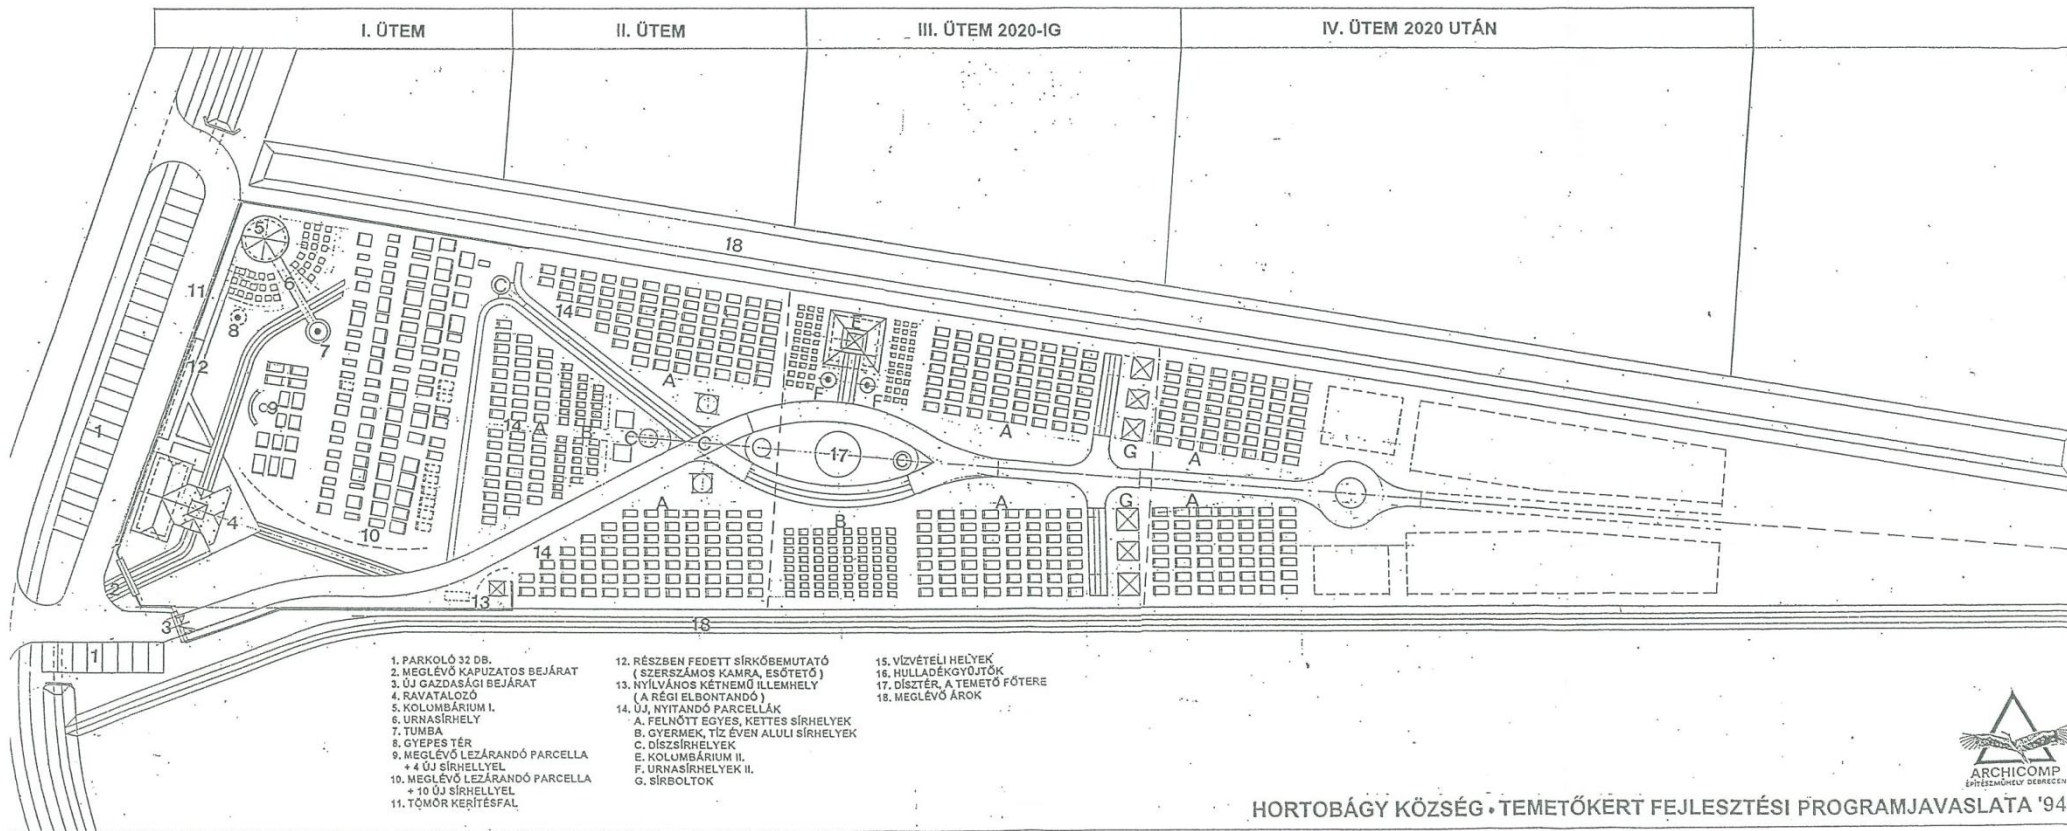 I. ÜTEM
II. ÜTEM
III. ÜTEM 2020-IG
IV. ÜTEM 2020 UTÁN
18
5
11
6
8
7
12
9
1
4
10
2
3
1
13
14
14
14
18
17
C
C
C
C
C
A
A
A
B
E
F
F
A
A
B
G
G
A
A
1. PARKOLÓ 32 DB.
2. MEGLÉVŐ KAPUZATOS BEJÁRAT
3. ÚJ GAZDASÁGI BEJÁRAT
4. RAVATALOZÓ
5. KOLUMBÁRIUM I.
6. URNASÍRHELY
7. TUMBA
8. GYEPES TÉR
9. MEGLÉVŐ LEZÁRANDÓ PARCELLA
+ 4 ÚJ SÍRHELLYEL
10. MEGLÉVŐ LEZÁRANDÓ PARCELLA
+ 10 ÚJ SÍRHELLYEL
11. TÖMÖR KERÍTÉSFAL
12. RÉSZBEN FEDETT SÍRKŐBEMUTATÓ
( SZERSZÁMOS KAMRA, ESŐTETŐ )
13. NYILVÁNOS KÉTNEMŰ ILLEMHELY
( A RÉGI ELBONTANDÓ )
14. ÚJ, NYITANDÓ PARCELLÁK
A. FELNŐTT EGYES, KETTES SÍRHELYEK
B. GYERMEK, TÍZ ÉVEN ALULI SÍRHELYEK
C. DÍSZSÍRHELYEK
E. KOLUMBÁRIUM II.
F. URNASÍRHELYEK II.
G. SÍRBOLTOK
15. VÍZVÉTELI HELYEK
16. HULLADÉKGYŰJTŐK
17. DÍSZTÉR, A TEMETŐ FŐTERE
18. MEGLÉVŐ ÁROK
ARCHICOMP
ÉPÍTÉSZMŰHELY DEBRECEN
HORTOBÁGY KÖZSÉG • TEMETŐKERT FEJLESZTÉSI PROGRAMJAVASLATA '94